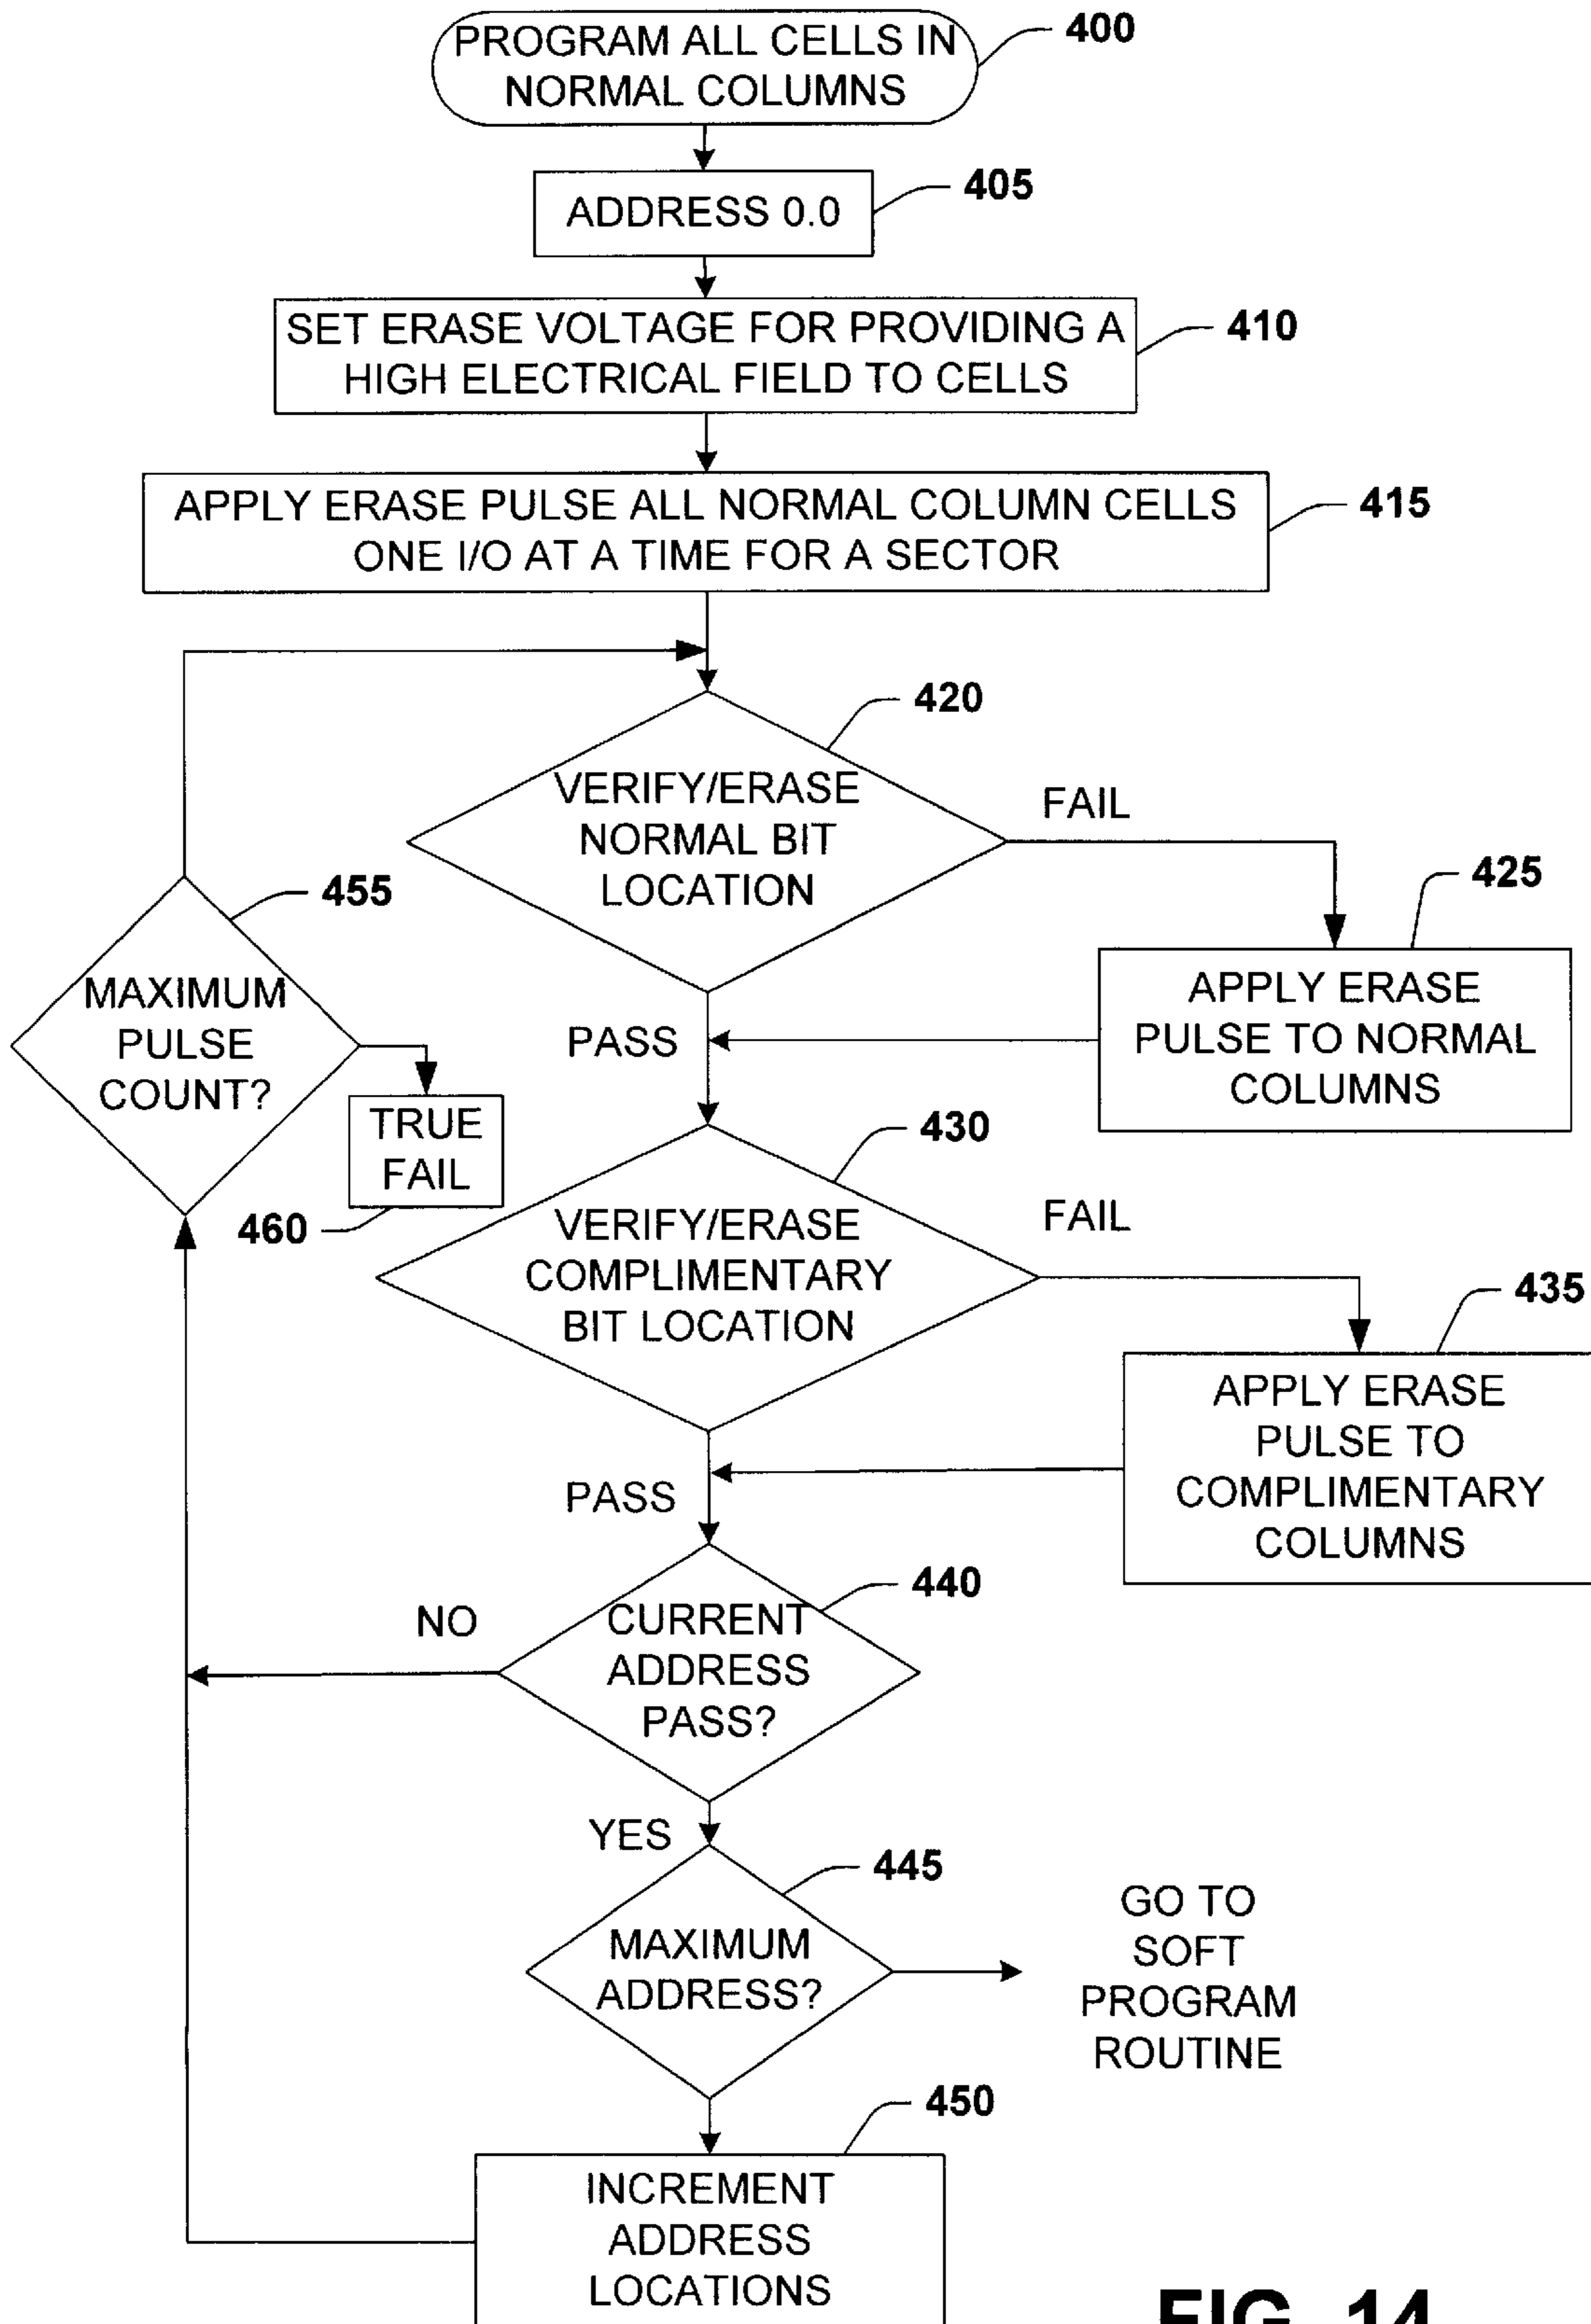 PROGRAM ALL CELLS IN
NORMAL COLUMNS
400
ADDRESS 0.0
405
SET ERASE VOLTAGE FOR PROVIDING A
HIGH ELECTRICAL FIELD TO CELLS
410
APPLY ERASE PULSE ALL NORMAL COLUMN CELLS
ONE I/O AT A TIME FOR A SECTOR
415
420
VERIFY/ERASE
NORMAL BIT
LOCATION
FAIL
425
APPLY ERASE
PULSE TO NORMAL
COLUMNS
455
MAXIMUM
PULSE
COUNT?
PASS
TRUE
FAIL
460
430
VERIFY/ERASE
COMPLIMENTARY
BIT LOCATION
FAIL
435
APPLY ERASE
PULSE TO
COMPLIMENTARY
COLUMNS
PASS
440
CURRENT
ADDRESS
PASS?
NO
YES
445
MAXIMUM
ADDRESS?
GO TO
SOFT
PROGRAM
ROUTINE
450
INCREMENT
ADDRESS
LOCATIONS
FIG. 14